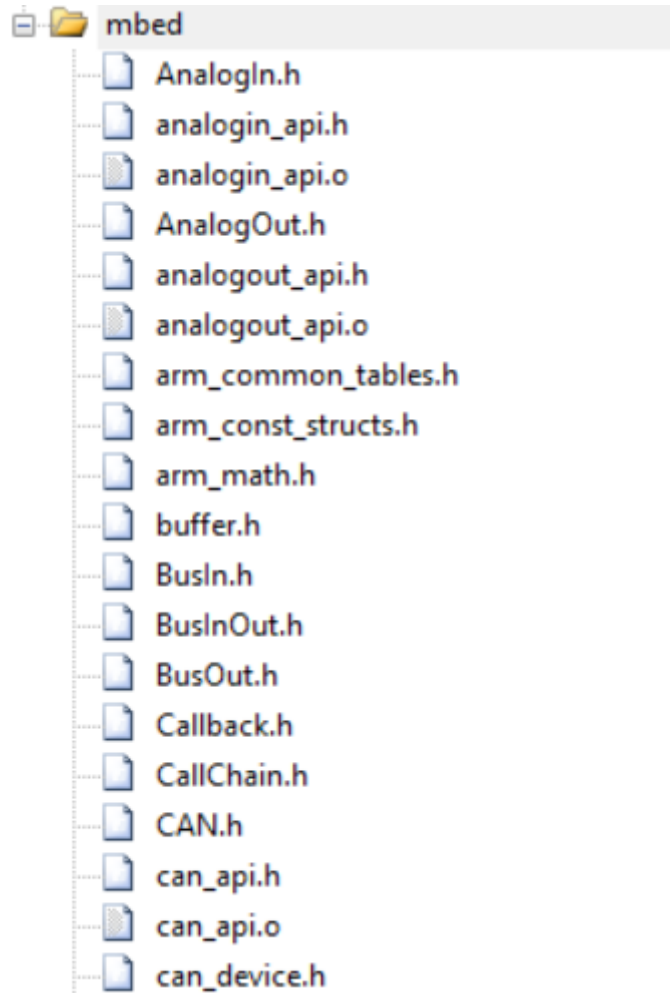 mbed
AnalogIn.h
analogin_api.h
analogin_api.o
AnalogOut.h
analogout_api.h
analogout_api.o
arm_common_tables.h
arm_const_structs.h
arm_math.h
buffer.h
BusIn.h
BusInOut.h
BusOut.h
Callback.h
CallChain.h
CAN.h
can_api.h
can_api.o
can_device.h